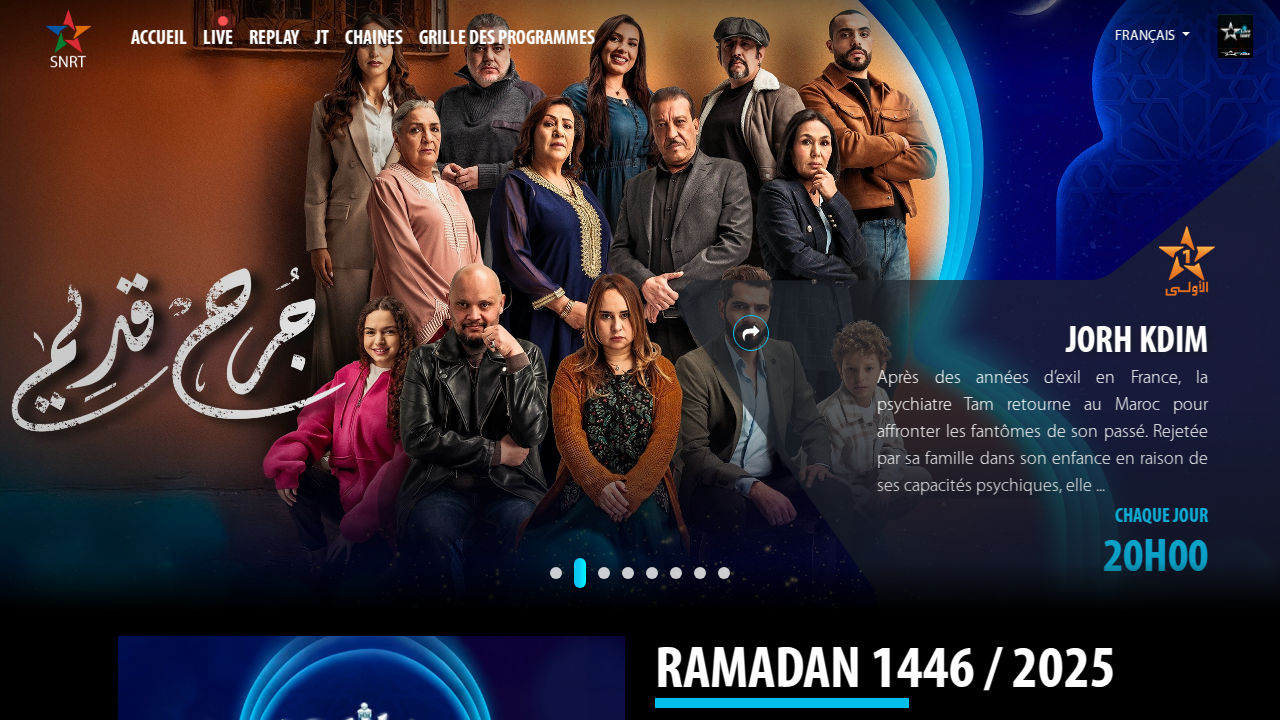 SNRT
ACCUEIL
LIVE
REPLAY
JT
CHAINES
GRILLE DES PROGRAMMES
FRANÇAIS
جُرح قديم
1
الأولى
JORH KDIM
Après des années d’exil en France, la
psychiatre Tam retourne au Maroc pour
affronter les fantômes de son passé. Rejetée
par sa famille dans son enfance en raison de
ses capacités psychiques, elle ...
CHAQUE JOUR
20H00
RAMADAN 1446 / 2025